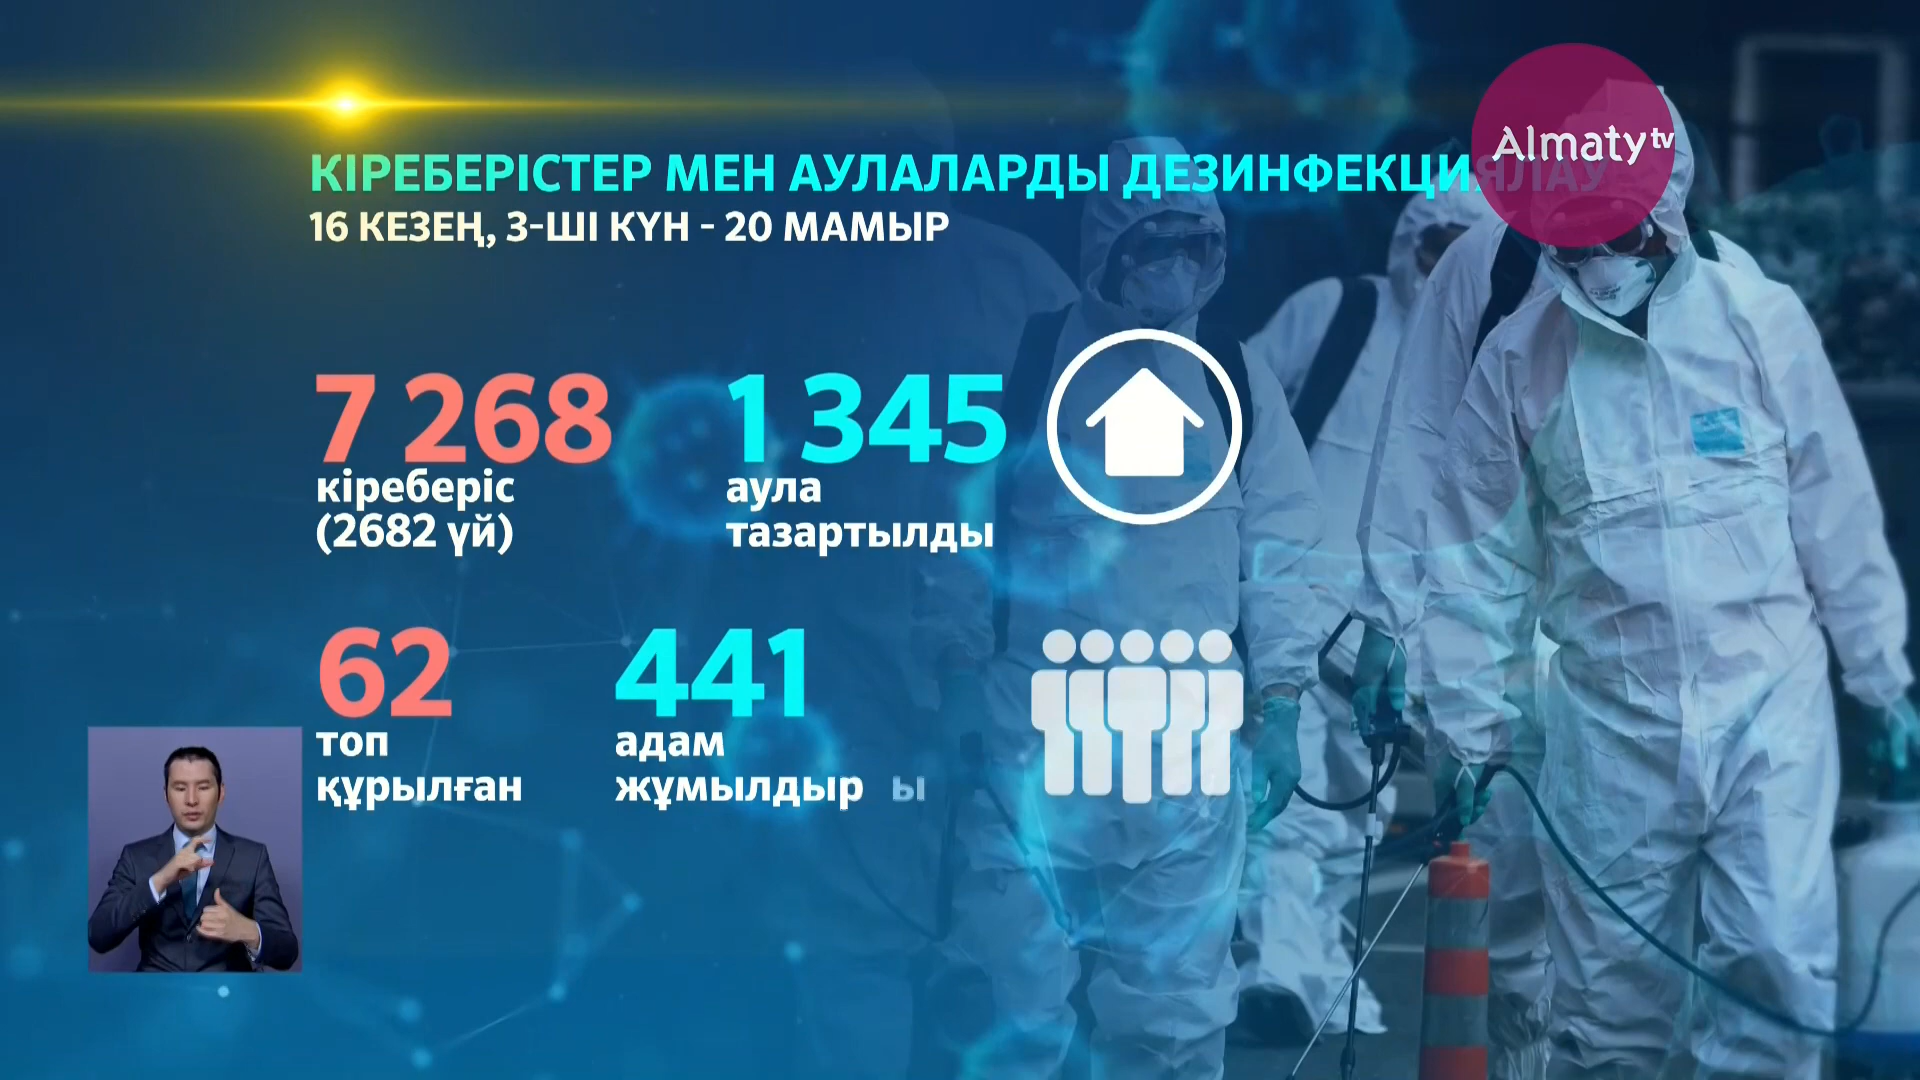 Almaty tv
КІРЕБЕРІСТЕР МЕН АУЛАЛАРДЫ ДЕЗИНФЕКЦИЯЛАУ
16 КЕЗЕҢ, 3-ШІ КҮН - 20 МАМЫР
7 268
кіреберіс
(2682 үй)
1 345
аула
тазартылды
62
топ
құрылған
441
адам
жұмылдыр ы